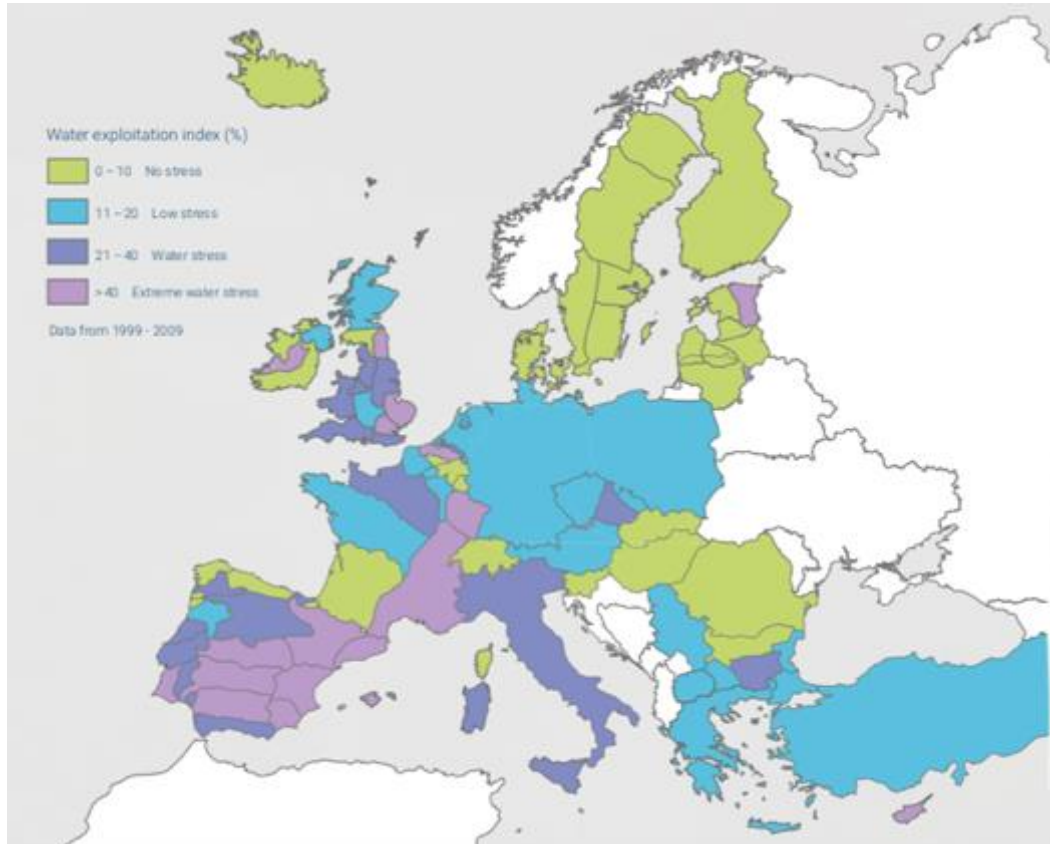 Water exploitation index (%)
0 – 10 No stress
11 – 20 Low stress
21 – 40 Water stress
> 40 Extreme water stress
Data from 1999 - 2009